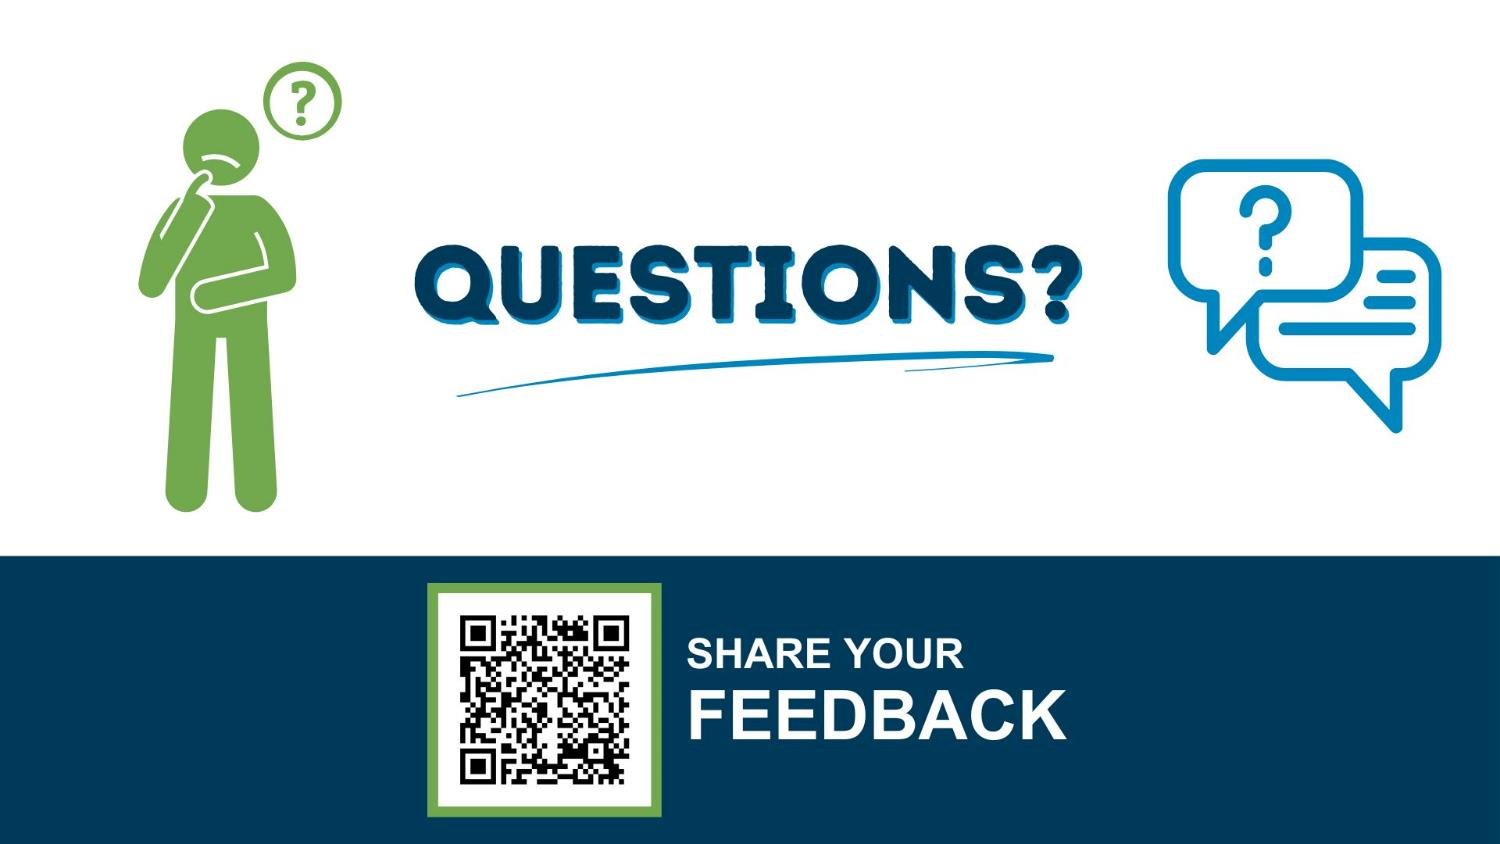 ?
?
QUESTIONS?
SHARE YOUR
FEEDBACK